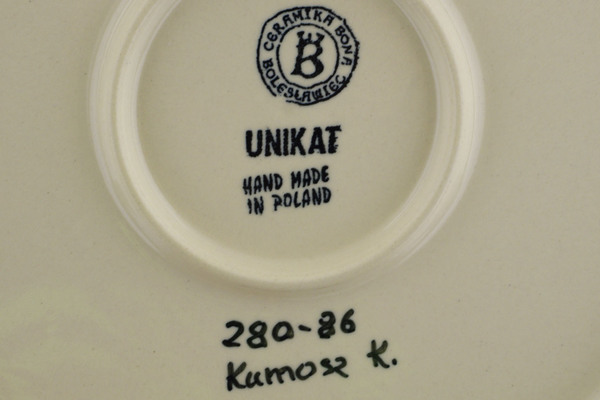 CERAMIKA BONA
BOLESŁAWIEC
B
UNIKAT
HAND MADE
IN POLAND
280-86
Kumosz K.